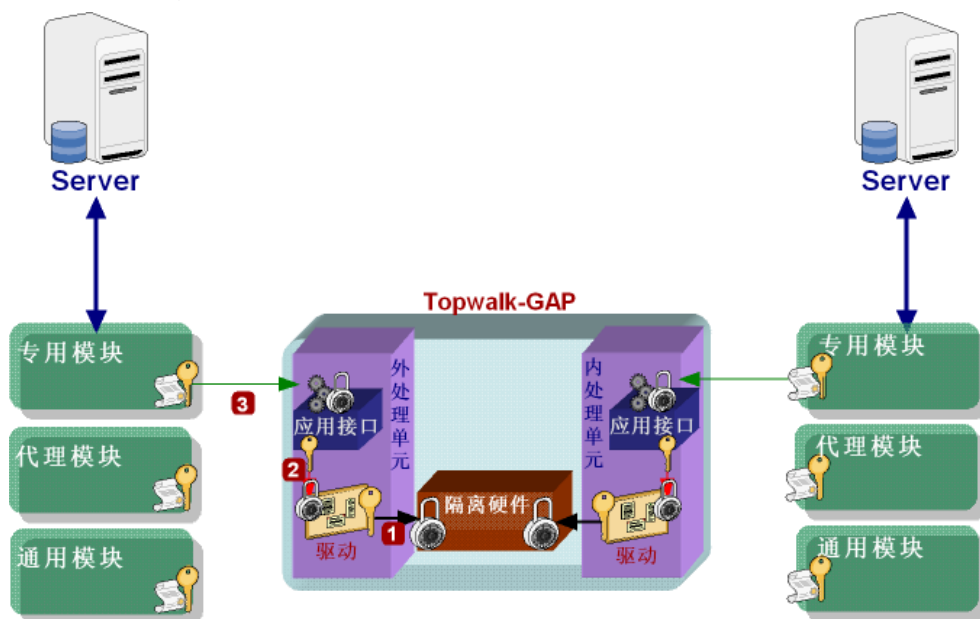 Server
Server
Topwalk-GAP
专用模块
专用模块
外处理单元
内处理单元
3
应用接口
应用接口
代理模块
代理模块
2
隔离硬件
1
驱动
驱动
通用模块
通用模块